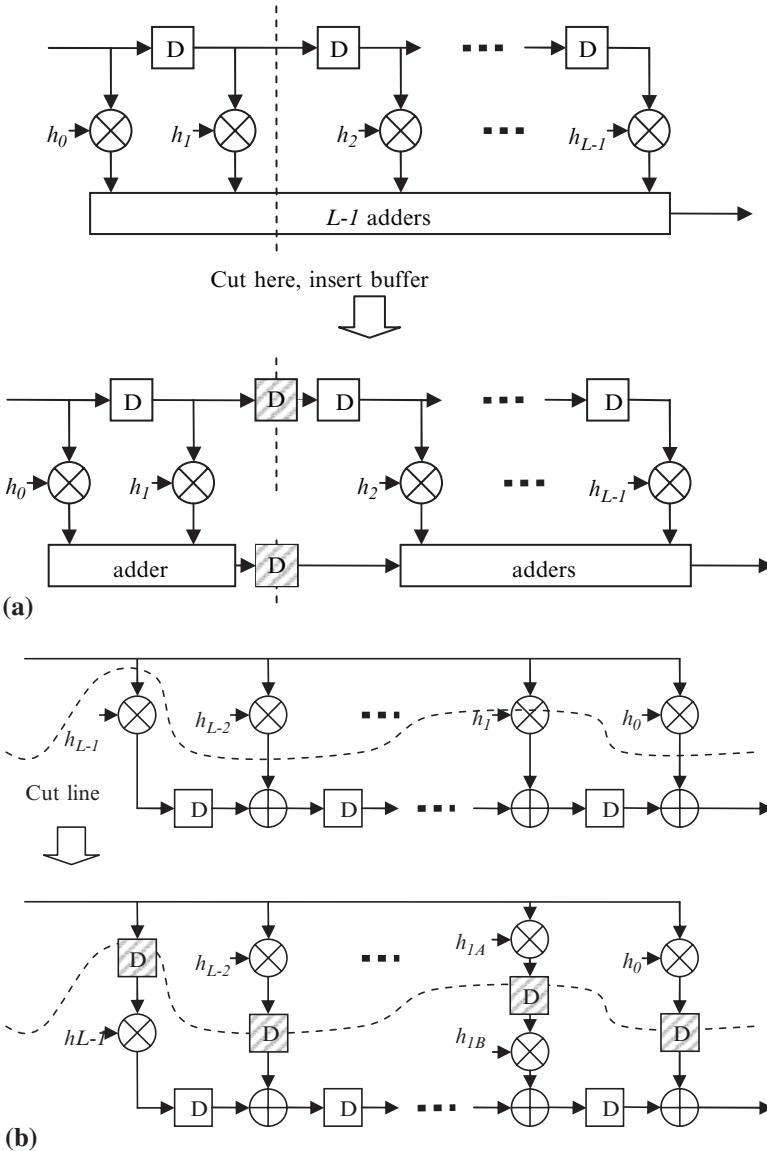 D D D
h0 h1 h2 hL-1
L-1 adders
Cut here, insert buffer
D D D D
h0 h1 h2 hL-1
adder D adders
(a)
hL-1 hL-2 h1 h0
Cut line
D D D
h1A
hL-2 h0
D
D
D D
hL-1 h1B
D D D
(b)